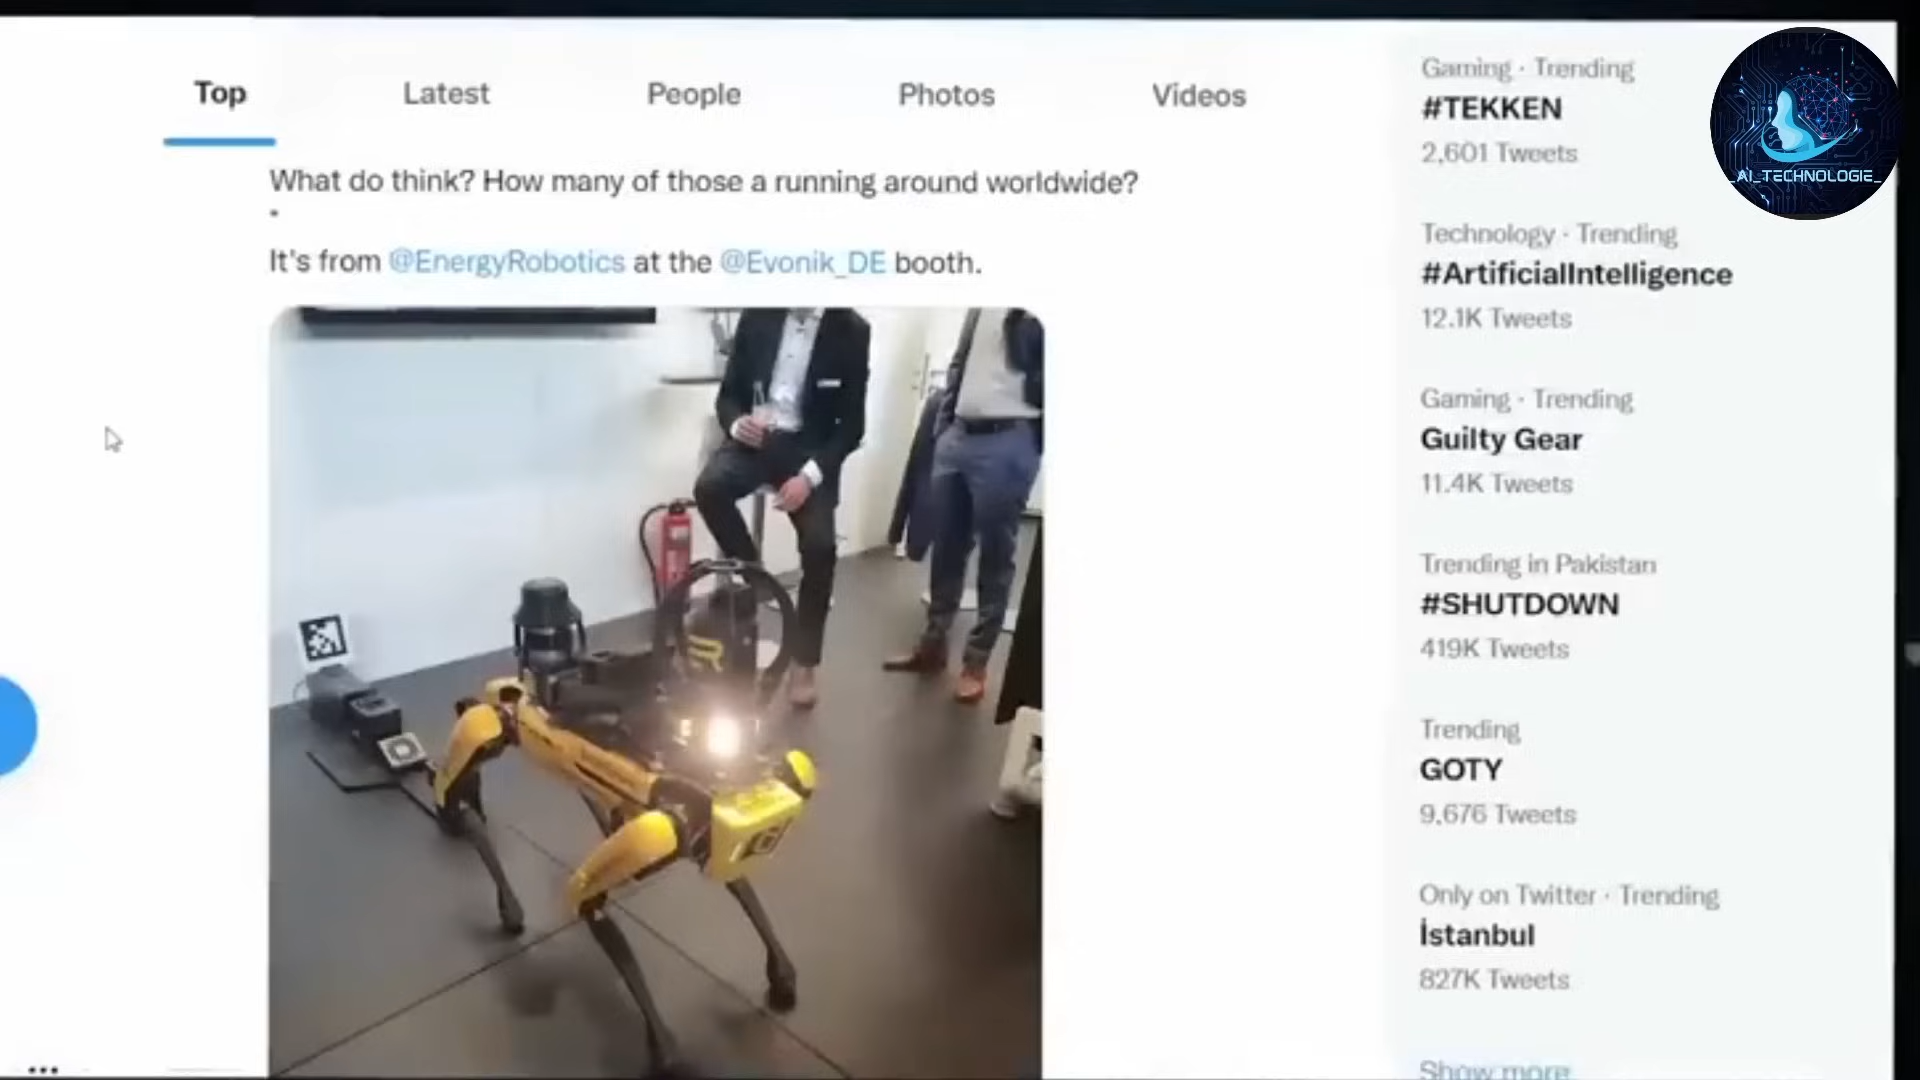 Top
Latest
People
Photos
Videos
What do think? How many of those a running around worldwide?
It's from @EnergyRobotics at the @Evonik_DE booth.
ER
Gaming · Trending
#TEKKEN
2,601 Tweets
Technology · Trending
#ArtificialIntelligence
12.1K Tweets
Gaming · Trending
Guilty Gear
11.4K Tweets
Trending in Pakistan
#SHUTDOWN
419K Tweets
Trending
GOTY
9,676 Tweets
Only on Twitter · Trending
İstanbul
827K Tweets
Show more
_AI_TECHNOLOGIE_